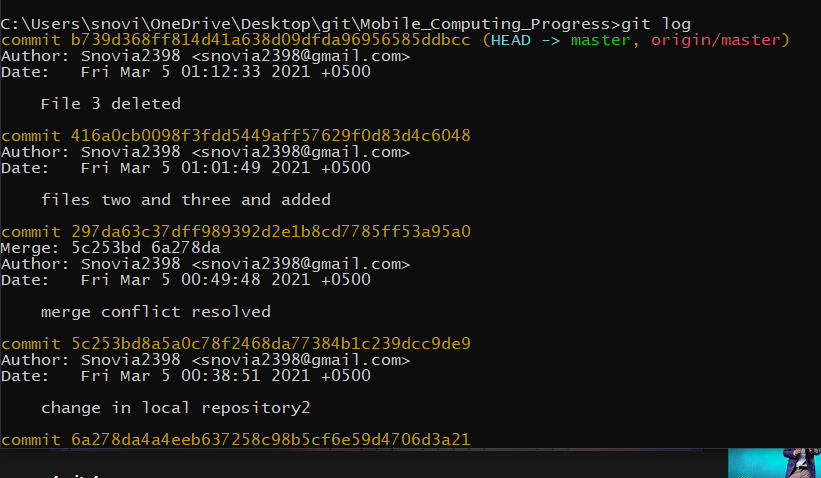 C:\Users\snovi\OneDrive\Desktop\git\Mobile_Computing_Progress>git log
commit b739d368ff814d41a638d09dfda96956585ddbcc (HEAD -> master, origin/master)
Author: Snovia2398 <snovia2398@gmail.com>
Date:   Fri Mar 5 01:12:33 2021 +0500
File 3 deleted
commit 416a0cb0098f3fdd5449aff57629f0d83d4c6048
Author: Snovia2398 <snovia2398@gmail.com>
Date:   Fri Mar 5 01:01:49 2021 +0500
files two and three and added
commit 297da63c37dff989392d2e1b8cd7785ff53a95a0
Merge: 5c253bd 6a278da
Author: Snovia2398 <snovia2398@gmail.com>
Date:   Fri Mar 5 00:49:48 2021 +0500
merge conflict resolved
commit 5c253bd8a5a0c78f2468da77384b1c239dcc9de9
Author: Snovia2398 <snovia2398@gmail.com>
Date:   Fri Mar 5 00:38:51 2021 +0500
change in local repository2
commit 6a278da4a4eeb637258c98b5cf6e59d4706d3a21